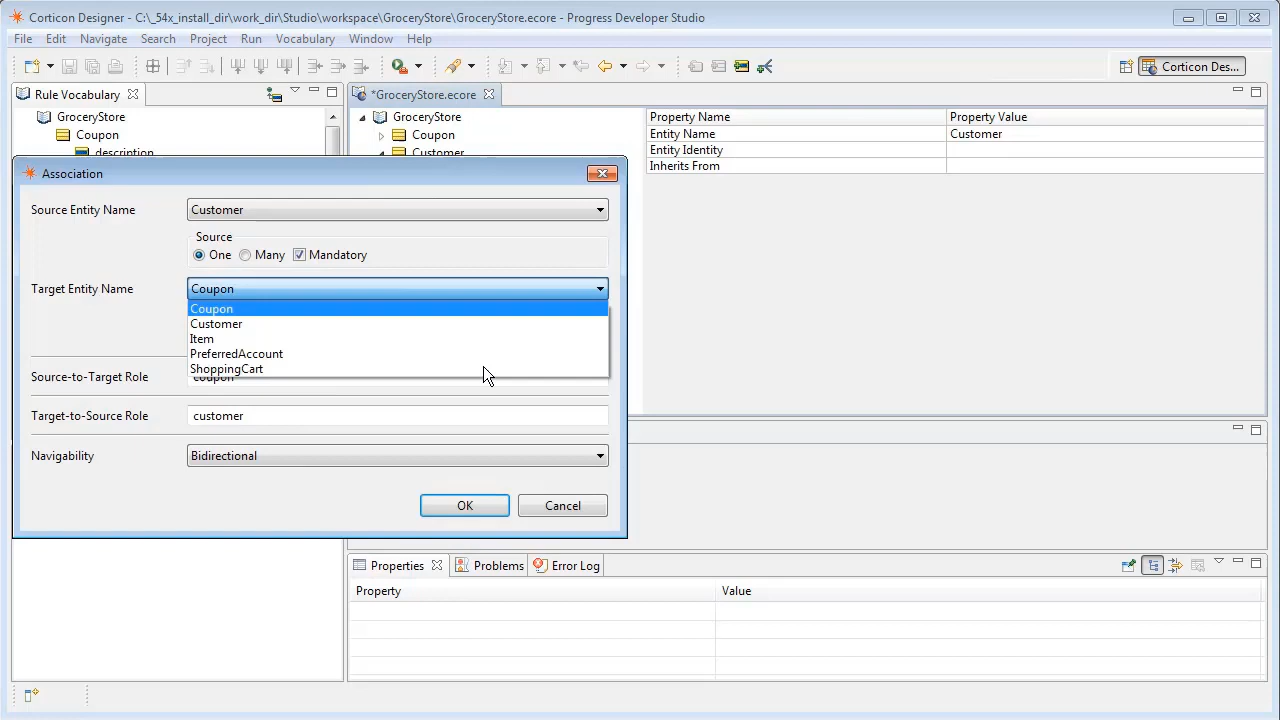 Corticon Designer - C:\_54x_install_dir\work_dir\Studio\workspace\GroceryStore\GroceryStore.ecore - Progress Developer Studio
File Edit Navigate Search Project Run Vocabulary Window Help
Corticon Des...
Rule Vocabulary
GroceryStore
Coupon
description
*GroceryStore.ecore
GroceryStore
Coupon
Customer
Property Name Property Value
Entity Name Customer
Entity Identity
Inherits From
Association
Source Entity Name Customer
Source
One Many Mandatory
Target Entity Name Coupon
Coupon
Customer
Item
PreferredAccount
ShoppingCart
Source-to-Target Role coupon
Target-to-Source Role customer
Navigability Bidirectional
OK Cancel
Properties Problems Error Log
Property Value